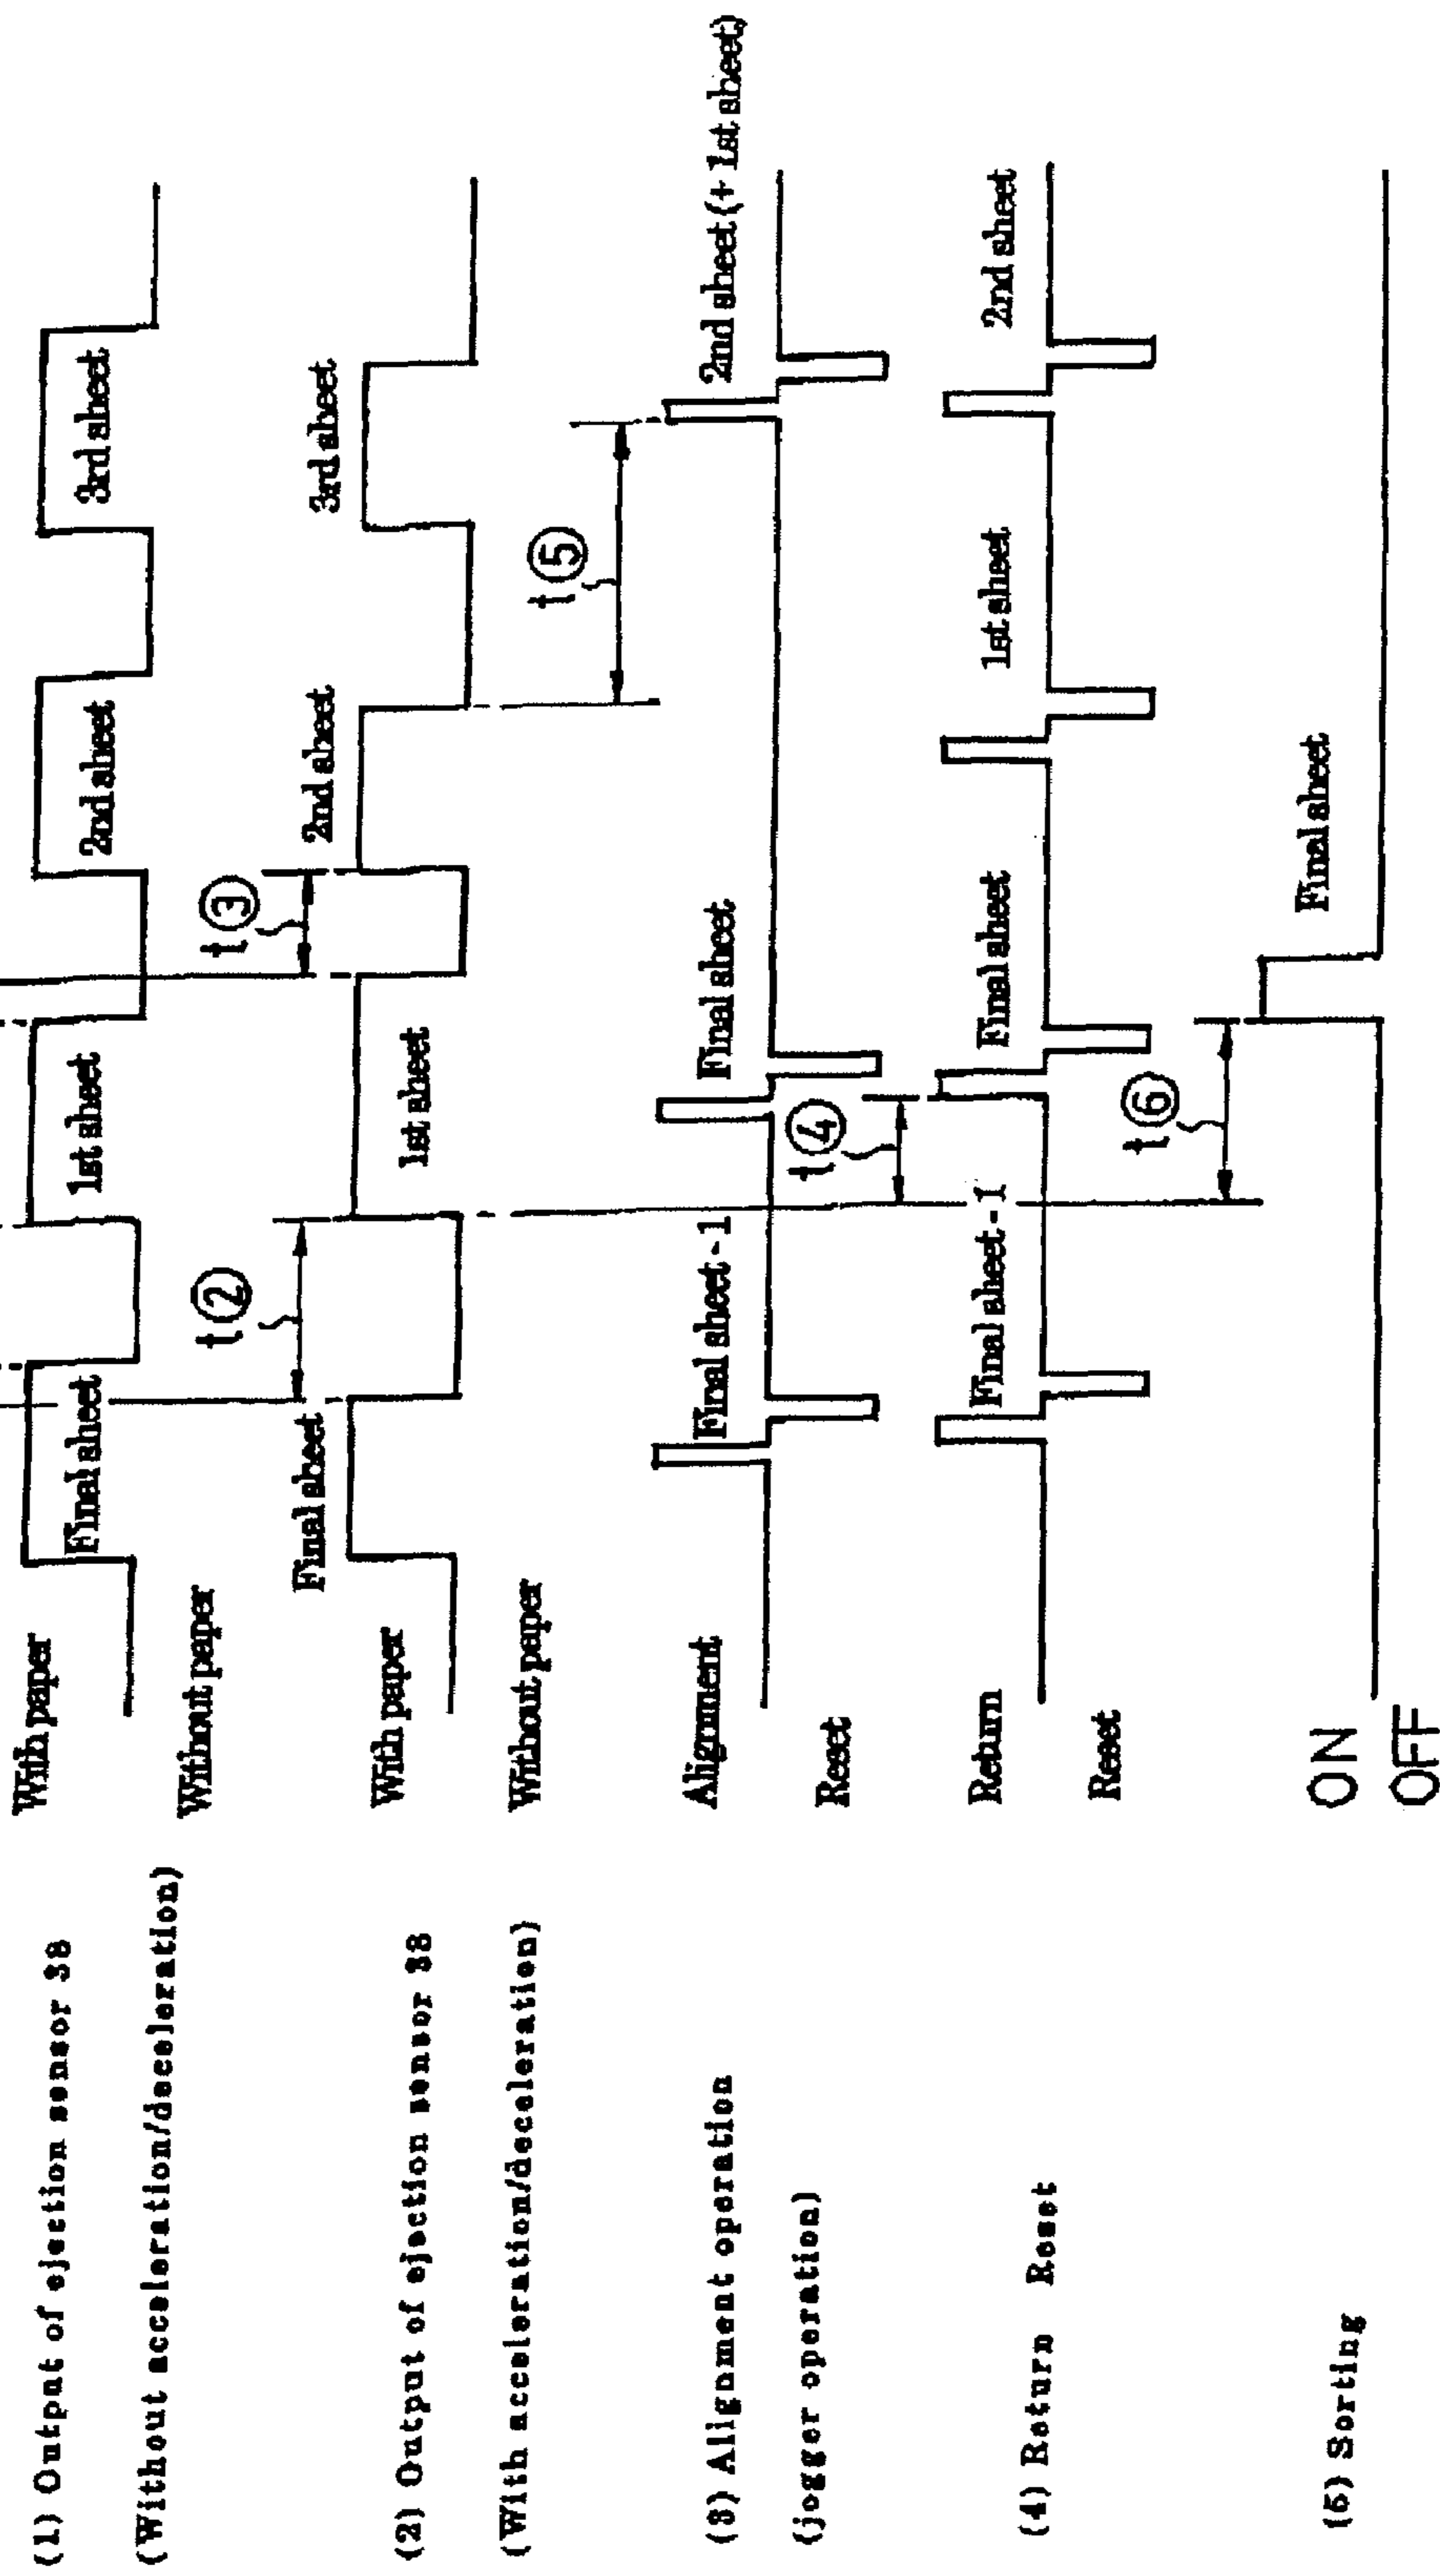 (1) Output of ejection sensor 38
(Without acceleration/deceleration)
With paper
Without paper
Final sheet
1st sheet
2nd sheet
3rd sheet
t②
t③
(2) Output of ejection sensor 38
(With acceleration/deceleration)
With paper
Without paper
Final sheet
1st sheet
2nd sheet
3rd sheet
t⑤
(3) Alignment operation
(jogger operation)
Alignment
Reset
Final sheet - 1
Final sheet
2nd sheet (+ 1st sheet)
t④
(4) Return Reset
Return
Reset
Final sheet - 1
Final sheet
1st sheet
2nd sheet
t⑥
(5) Sorting
ON
OFF
Final sheet